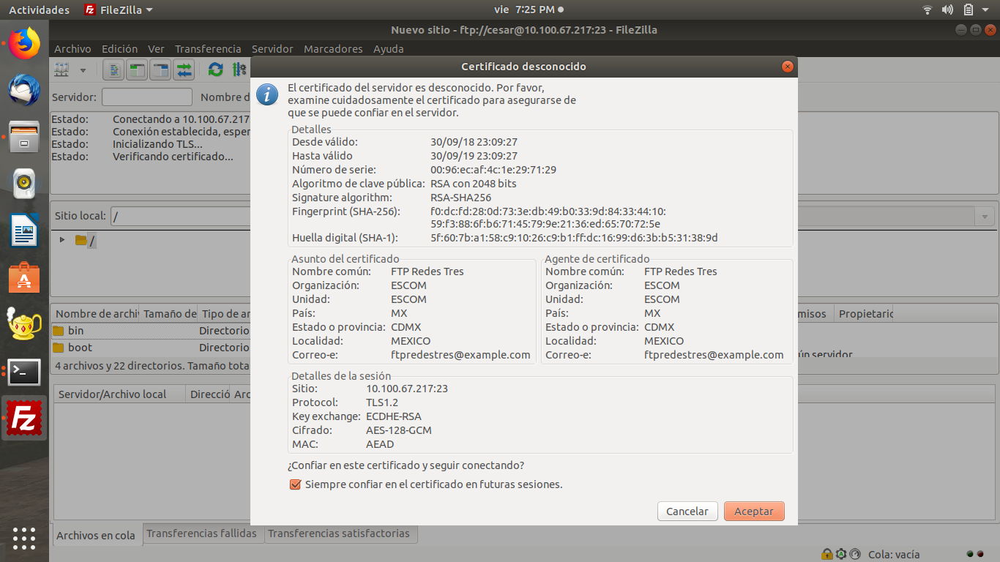 Actividades FileZilla vie 7:25 PM
Nuevo sitio - ftp://cesar@10.100.67.217:23 - FileZilla
Archivo Edición Ver Transferencia Servidor Marcadores Ayuda
Certificado desconocido
Servidor: Nombre d
Estado: Conectando a 10.100.67.217
Estado: Conexión establecida, esper
Estado: Inicializando TLS...
Estado: Verificando certificado...
Sitio local: /
/
Nombre de archiv Tamaño de Tipo de ar
bin Directorio
boot Directorio
4 archivos y 22 directorios. Tamaño tota
misos Propietaric
ún servidor
Servidor/Archivo local Direcció Arc
El certificado del servidor es desconocido. Por favor,
examine cuidadosamente el certificado para asegurarse de
que se puede confiar en el servidor.
Detalles
Desde válido: 30/09/18 23:09:27
Hasta válido 30/09/19 23:09:27
Número de serie: 00:96:ec:af:4c:1e:29:71:29
Algoritmo de clave pública: RSA con 2048 bits
Signature algorithm: RSA-SHA256
Fingerprint (SHA-256): f0:dc:fd:28:0d:73:3e:db:49:b0:33:9d:84:33:44:10:
59:f3:88:6f:b6:71:45:79:9e:21:36:ed:65:70:72:5e
Huella digital (SHA-1): 5f:60:7b:a1:58:c9:10:26:c9:b1:ff:dc:16:99:d6:3b:b5:31:38:9d
Asunto del certificado
Nombre común: FTP Redes Tres
Organización: ESCOM
Unidad: ESCOM
País: MX
Estado o provincia: CDMX
Localidad: MEXICO
Correo-e: ftpredestres@example.com
Agente de certificado
Nombre común: FTP Redes Tres
Organización: ESCOM
Unidad: ESCOM
País: MX
Estado o provincia: CDMX
Localidad: MEXICO
Correo-e: ftpredestres@example.com
Detalles de la sesión
Sitio: 10.100.67.217:23
Protocol: TLS1.2
Key exchange: ECDHE-RSA
Cifrado: AES-128-GCM
MAC: AEAD
¿Confiar en este certificado y seguir conectando?
Siempre confiar en el certificado en futuras sesiones.
Cancelar Aceptar
Archivos en cola Transferencias fallidas Transferencias satisfactorias
Cola: vacía